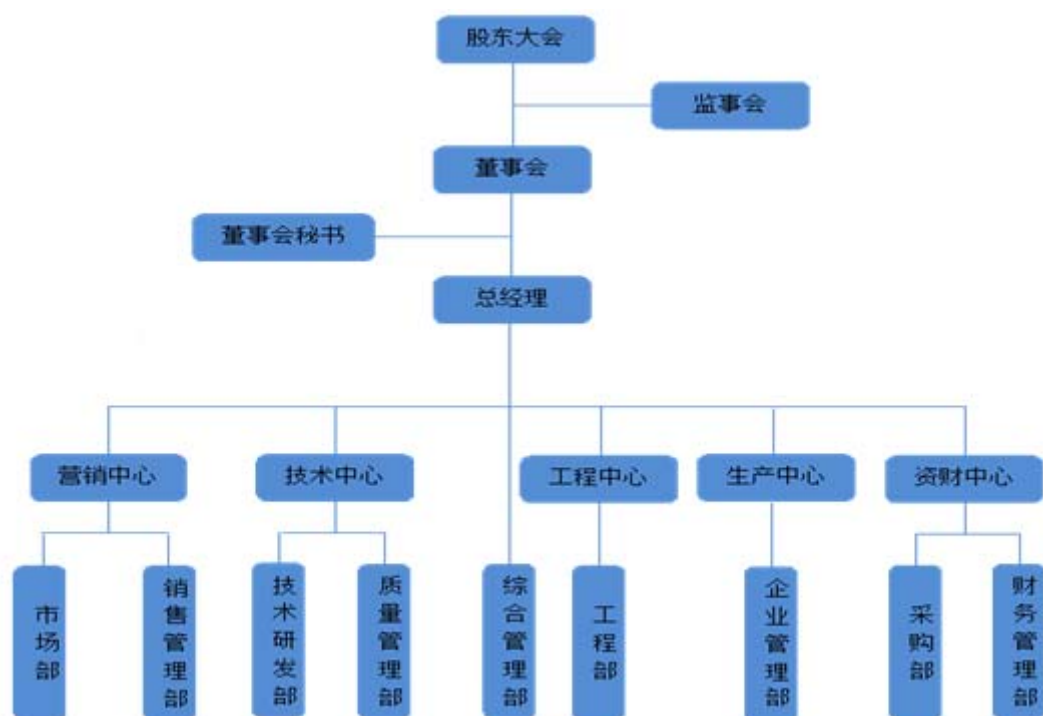 股东大会
监事会
董事会
董事会秘书
总经理
营销中心
技术中心
工程中心
生产中心
资财中心
市场部
销售管理部
技术研发部
质量管理部
综合管理部
工程部
企业管理部
采购部
财务管理部